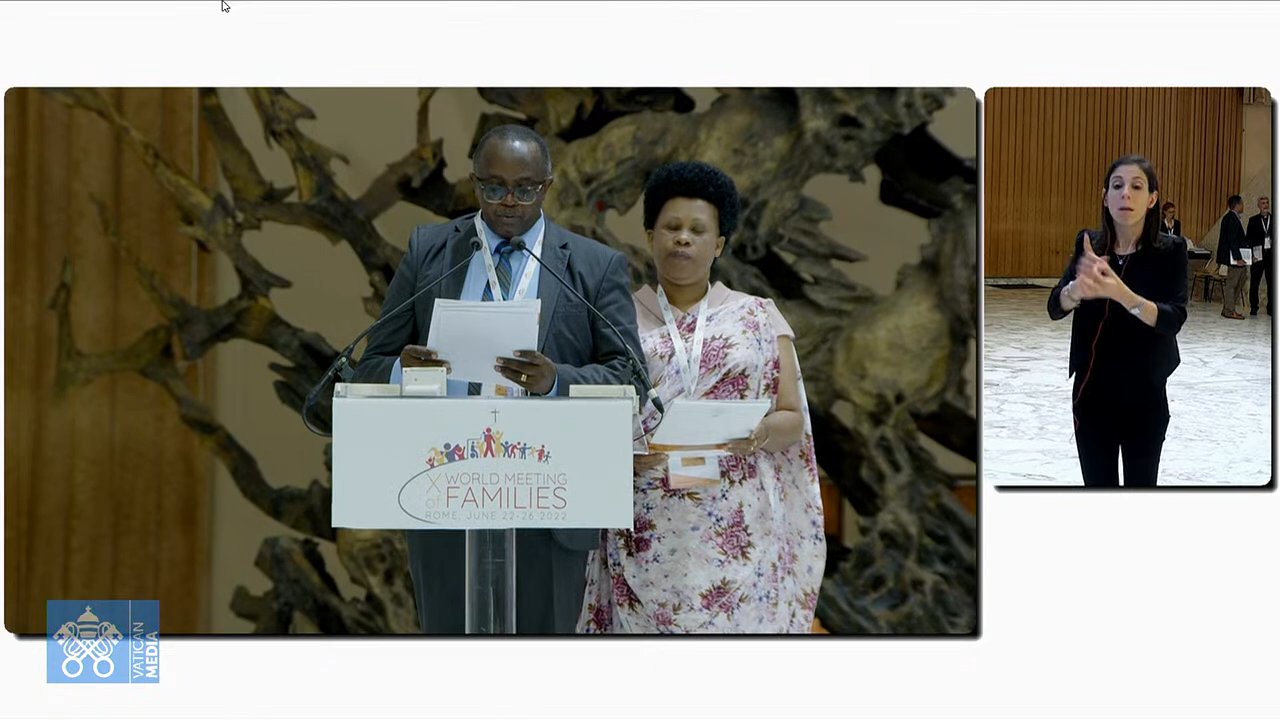 X WORLD MEETING
of FAMILIES
ROME, JUNE 22-26 2022
VATICAN
MEDIA